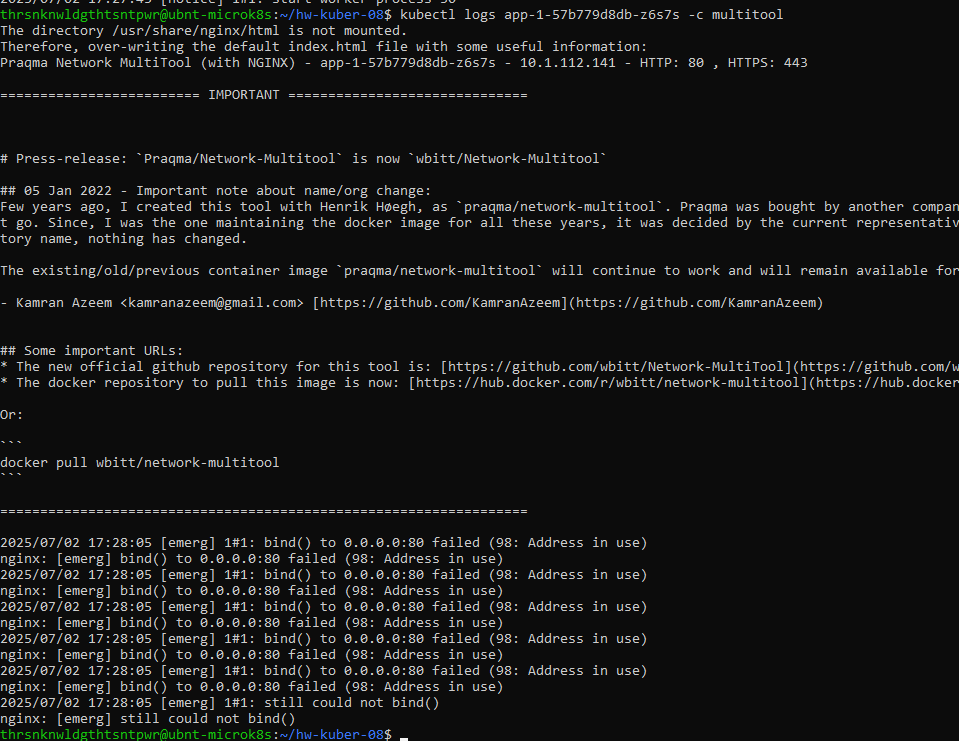 2025/07/02 17:27:45 [notice] 1#1: start worker process 30
thrsnknwldgthtsntpwr@ubnt-microk8s:~/hw-kuber-08$ kubectl logs app-1-57b779d8db-z6s7s -c multitool
The directory /usr/share/nginx/html is not mounted.
Therefore, over-writing the default index.html file with some useful information:
Praqma Network MultiTool (with NGINX) - app-1-57b779d8db-z6s7s - 10.1.112.141 - HTTP: 80 , HTTPS: 443
========================= IMPORTANT ==============================
# Press-release: `Praqma/Network-Multitool` is now `wbitt/Network-Multitool`
## 05 Jan 2022 - Important note about name/org change:
Few years ago, I created this tool with Henrik Høegh, as `praqma/network-multitool`. Praqma was bought by another compan
t go. Since, I was the one maintaining the docker image for all these years, it was decided by the current representativ
tory name, nothing has changed.
The existing/old/previous container image `praqma/network-multitool` will continue to work and will remain available for
- Kamran Azeem <kamranazeem@gmail.com> [https://github.com/KamranAzeem](https://github.com/KamranAzeem)
## Some important URLs:
* The new official github repository for this tool is: [https://github.com/wbitt/Network-MultiTool](https://github.com/w
* The docker repository to pull this image is now: [https://hub.docker.com/r/wbitt/network-multitool](https://hub.docker
Or:
```
docker pull wbitt/network-multitool
```
==================================================================
2025/07/02 17:28:05 [emerg] 1#1: bind() to 0.0.0.0:80 failed (98: Address in use)
nginx: [emerg] bind() to 0.0.0.0:80 failed (98: Address in use)
2025/07/02 17:28:05 [emerg] 1#1: bind() to 0.0.0.0:80 failed (98: Address in use)
nginx: [emerg] bind() to 0.0.0.0:80 failed (98: Address in use)
2025/07/02 17:28:05 [emerg] 1#1: bind() to 0.0.0.0:80 failed (98: Address in use)
nginx: [emerg] bind() to 0.0.0.0:80 failed (98: Address in use)
2025/07/02 17:28:05 [emerg] 1#1: bind() to 0.0.0.0:80 failed (98: Address in use)
nginx: [emerg] bind() to 0.0.0.0:80 failed (98: Address in use)
2025/07/02 17:28:05 [emerg] 1#1: bind() to 0.0.0.0:80 failed (98: Address in use)
nginx: [emerg] bind() to 0.0.0.0:80 failed (98: Address in use)
2025/07/02 17:28:05 [emerg] 1#1: still could not bind()
nginx: [emerg] still could not bind()
thrsnknwldgthtsntpwr@ubnt-microk8s:~/hw-kuber-08$